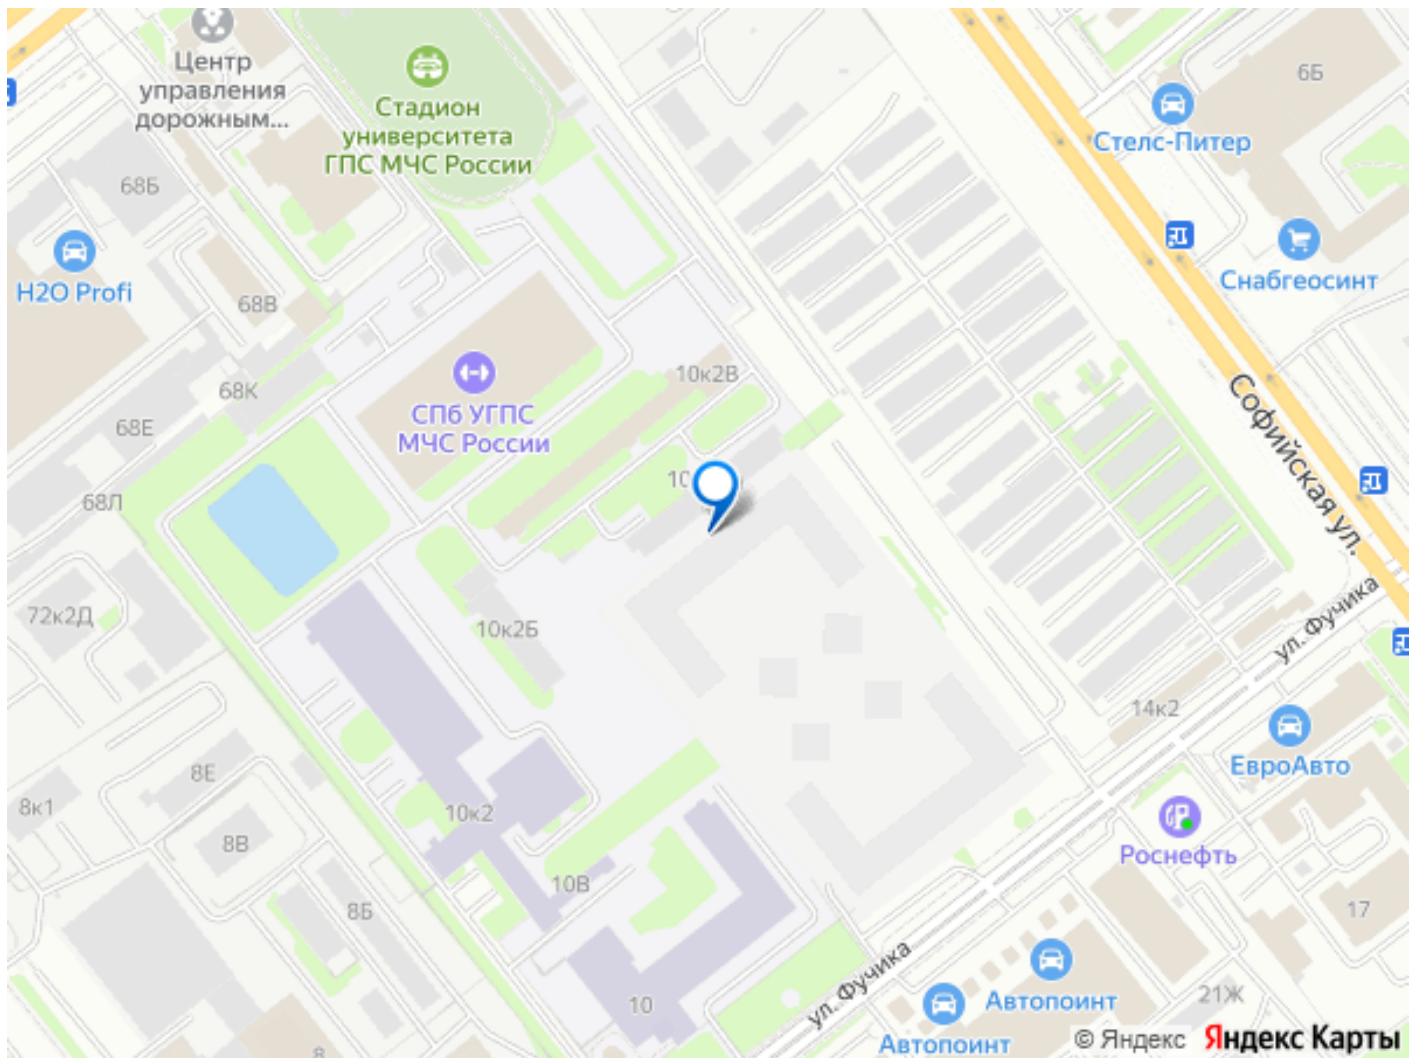 Центр
управления
дорожным...
Стадион
университета
ГПС МЧС России
6Б
Стелс-Питер
68Б
H2O Profi
68В
Снабгеосинт
68К
68Е
68Л
СПб УГПС
МЧС России
10к2В
Софийская ул.
72к2Д
10к2Б
ул. Фучика
14к2
ЕвроАвто
8Е
8к1
8В
10к2
Роснефть
10В
8Б
17
ул. Фучика
Автопоинт
21Ж
10
Автопоинт
8
© Яндекс Яндекс Карты